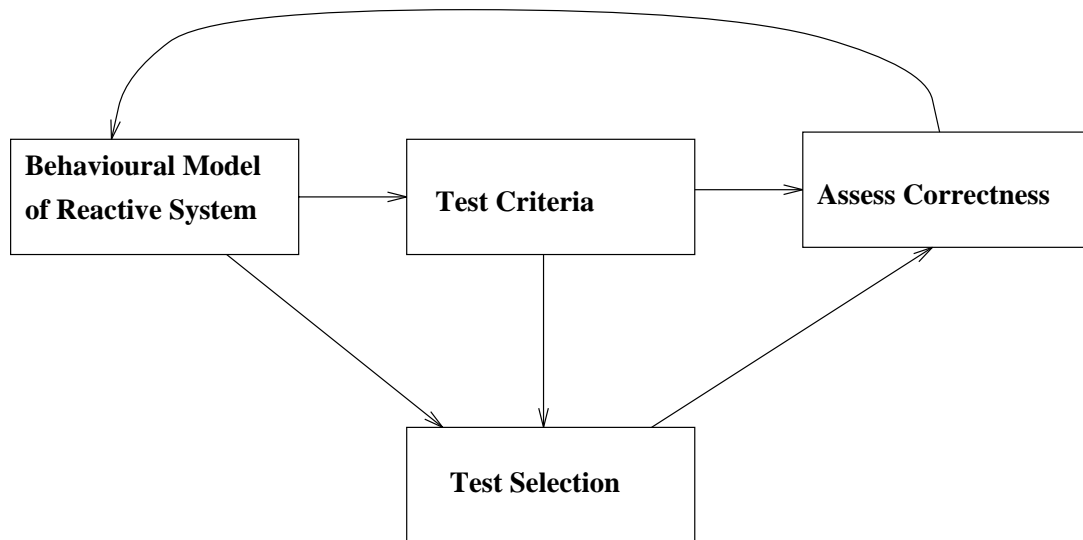 Behavioural Model
of Reactive System
Test Criteria
Assess Correctness
Test Selection